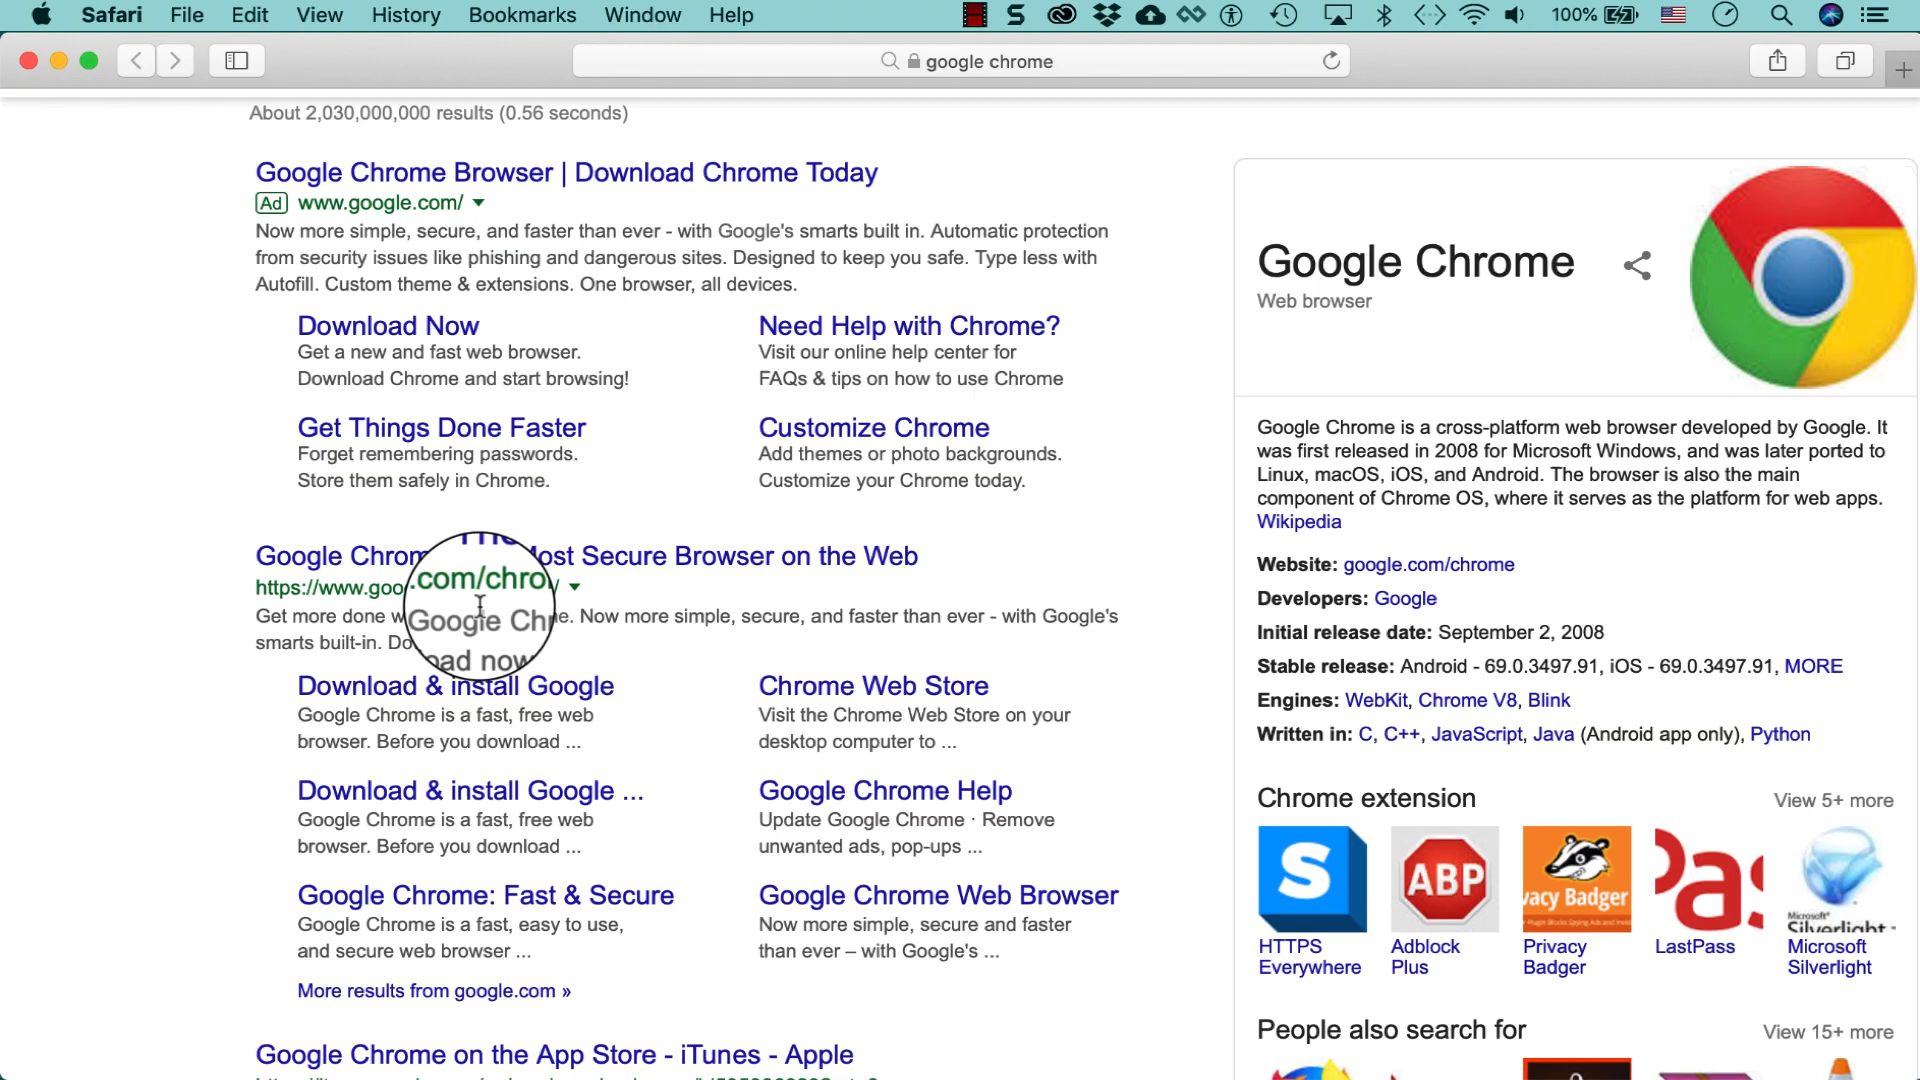 Safari File Edit View History Bookmarks Window Help
100%
google chrome
About 2,030,000,000 results (0.56 seconds)
Google Chrome Browser | Download Chrome Today
Ad www.google.com/
Now more simple, secure, and faster than ever - with Google's smarts built in. Automatic protection
from security issues like phishing and dangerous sites. Designed to keep you safe. Type less with
Autofill. Custom theme & extensions. One browser, all devices.
Download Now
Get a new and fast web browser.
Download Chrome and start browsing!
Need Help with Chrome?
Visit our online help center for
FAQs & tips on how to use Chrome
Get Things Done Faster
Forget remembering passwords.
Store them safely in Chrome.
Customize Chrome
Add themes or photo backgrounds.
Customize your Chrome today.
Google Chrom The Most Secure Browser on the Web
https://www.goo .com/chro /
Get more done w Google Ch e. Now more simple, secure, and faster than ever - with Google's
smarts built-in. Do oad now
Download & install Google
Google Chrome is a fast, free web
browser. Before you download ...
Chrome Web Store
Visit the Chrome Web Store on your
desktop computer to ...
Download & install Google ...
Google Chrome is a fast, free web
browser. Before you download ...
Google Chrome Help
Update Google Chrome · Remove
unwanted ads, pop-ups ...
Google Chrome: Fast & Secure
Google Chrome is a fast, easy to use,
and secure web browser ...
Google Chrome Web Browser
Now more simple, secure and faster
than ever – with Google's ...
More results from google.com »
Google Chrome on the App Store - iTunes - Apple
Google Chrome
Web browser
Google Chrome is a cross-platform web browser developed by Google. It
was first released in 2008 for Microsoft Windows, and was later ported to
Linux, macOS, iOS, and Android. The browser is also the main
component of Chrome OS, where it serves as the platform for web apps.
Wikipedia
Website: google.com/chrome
Developers: Google
Initial release date: September 2, 2008
Stable release: Android - 69.0.3497.91, iOS - 69.0.3497.91, MORE
Engines: WebKit, Chrome V8, Blink
Written in: C, C++, JavaScript, Java (Android app only), Python
Chrome extension
View 5+ more
S
ABP
vacy Badger
Pas
Microsoft®
Silverlight™
HTTPS
Everywhere
Adblock
Plus
Privacy
Badger
LastPass
Microsoft
Silverlight
People also search for
View 15+ more